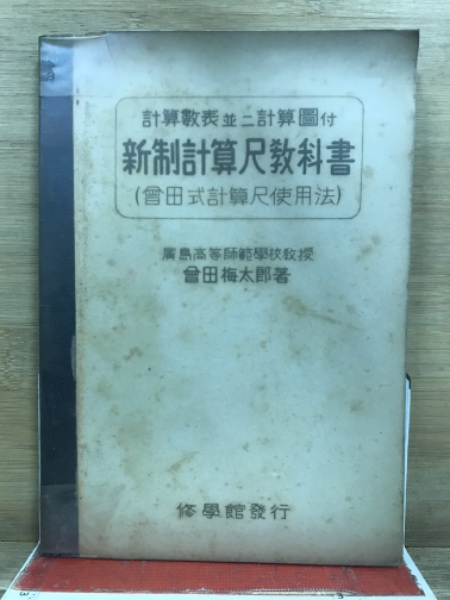 計算數表並ニ計算圖付
新制計算尺教科書
(曾田式計算尺使用法)
廣島高等師範學校教授
曾田梅太郎著
修學館發行